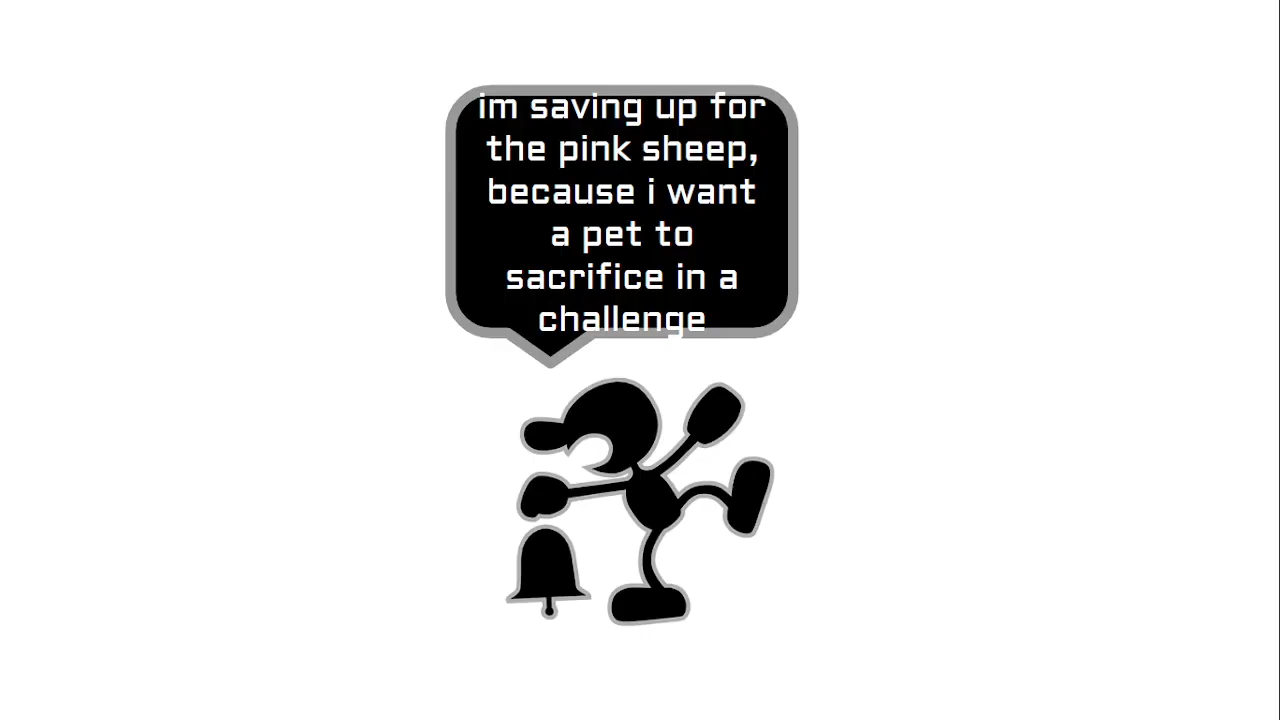 im saving up for
the pink sheep,
because i want
a pet to
sacrifice in a
challenge